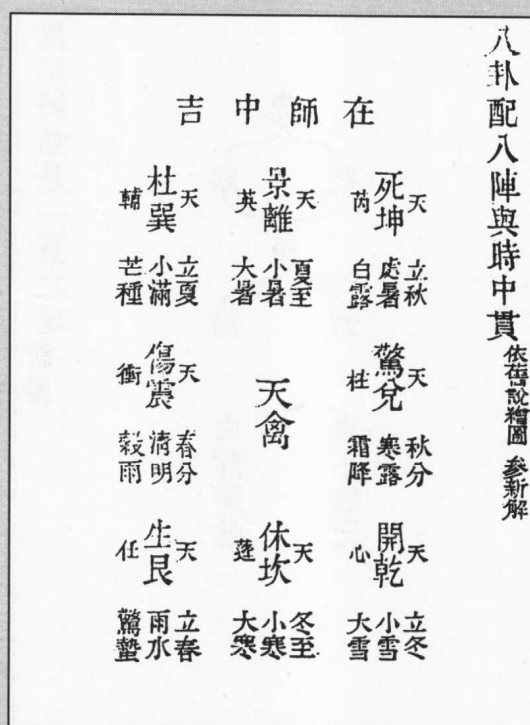 八卦配八陣與時中貫
依舊說繪圖 參新解
在師中吉
天
死坤
芮
立秋
處暑
白露
天
景離
英
夏至
小暑
大暑
天
杜巽
輔
立夏
小滿
芒種
天
驚兌
柱
秋分
寒露
霜降
天禽
天
傷震
衝
春分
清明
穀雨
天
開乾
心
立冬
小雪
大雪
天
休坎
蓬
冬至
小寒
大寒
天
生艮
任
立春
雨水
驚蟄